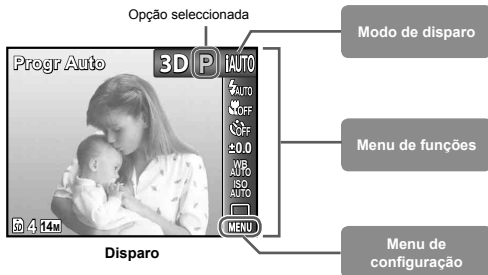 Opção seleccionada
Modo de disparo
Progr Auto
3D P iAUTO
AUTO
OFF
OFF
±0.0
WB
AUTO
ISO
AUTO
Menu de funções
SD 4 14M
MENU
Disparo
Menu de
configuração